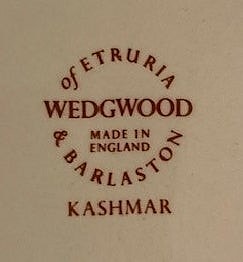 of ETRURIA
WEDGWOOD
MADE IN
ENGLAND
& BARLASTON
KASHMAR